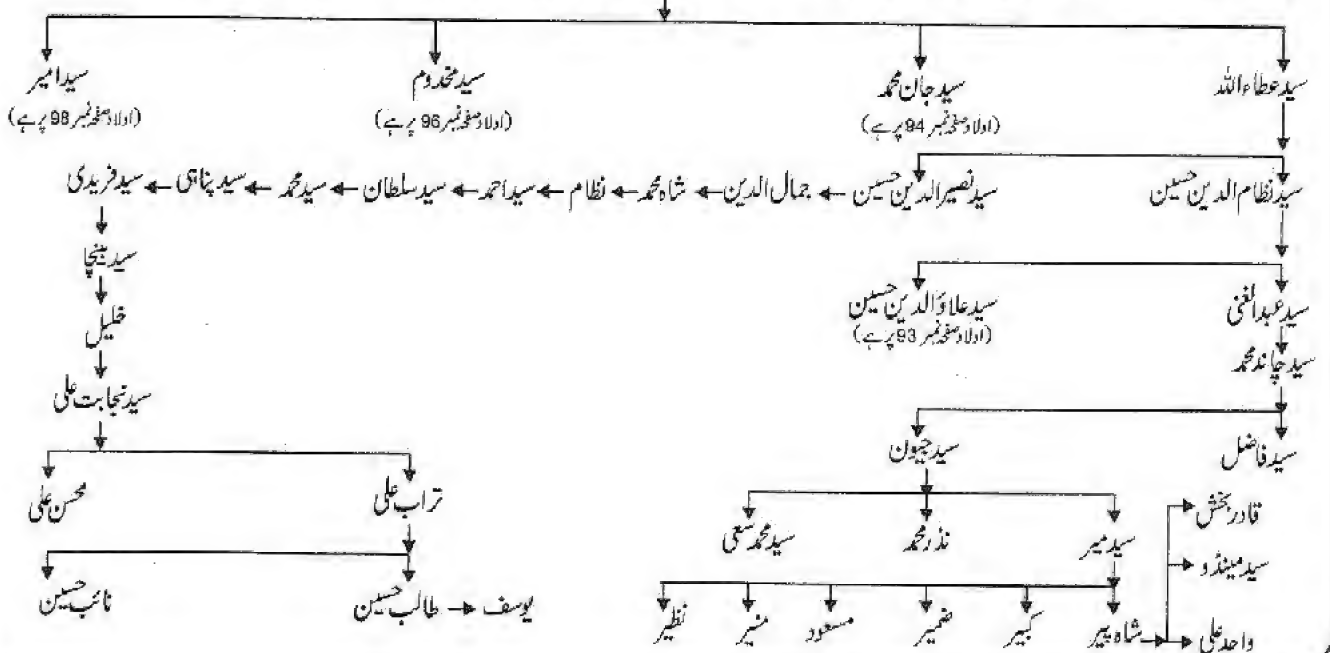 سید عطاء اللہ سید جان محمد سید مخدوم سید امیر
(اولاد صفحہ نمبر 94 پر ہے) (اولاد صفحہ نمبر 96 پر ہے) (اولاد صفحہ نمبر 98 پر ہے)
سید نظام الدین حسین سید نصیر الدین حسین جمال الدین شاہ محمد نظام سید احمد سید سلطان سید محمد سید پناہی سید فریدی
سید بینچا
سید عبدالغنی سید علاؤ الدین حسین خلیل
(اولاد صفحہ نمبر 93 پر ہے)
سید چاند محمد سید نجابت علی
سید فاضل سید جیون
تراب علی محسن علی
قادر بخش
سید میر نذر محمد سید محمد سعی
سید مینڈو
طالب حسین یوسف نائب حسین
واحد علی شاہ پیر کبیر ضمیر مسعود منیر نظیر